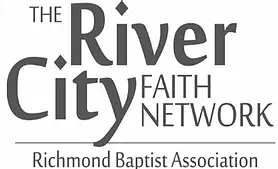 THE River
City FAITH
NETWORK
Richmond Baptist Association